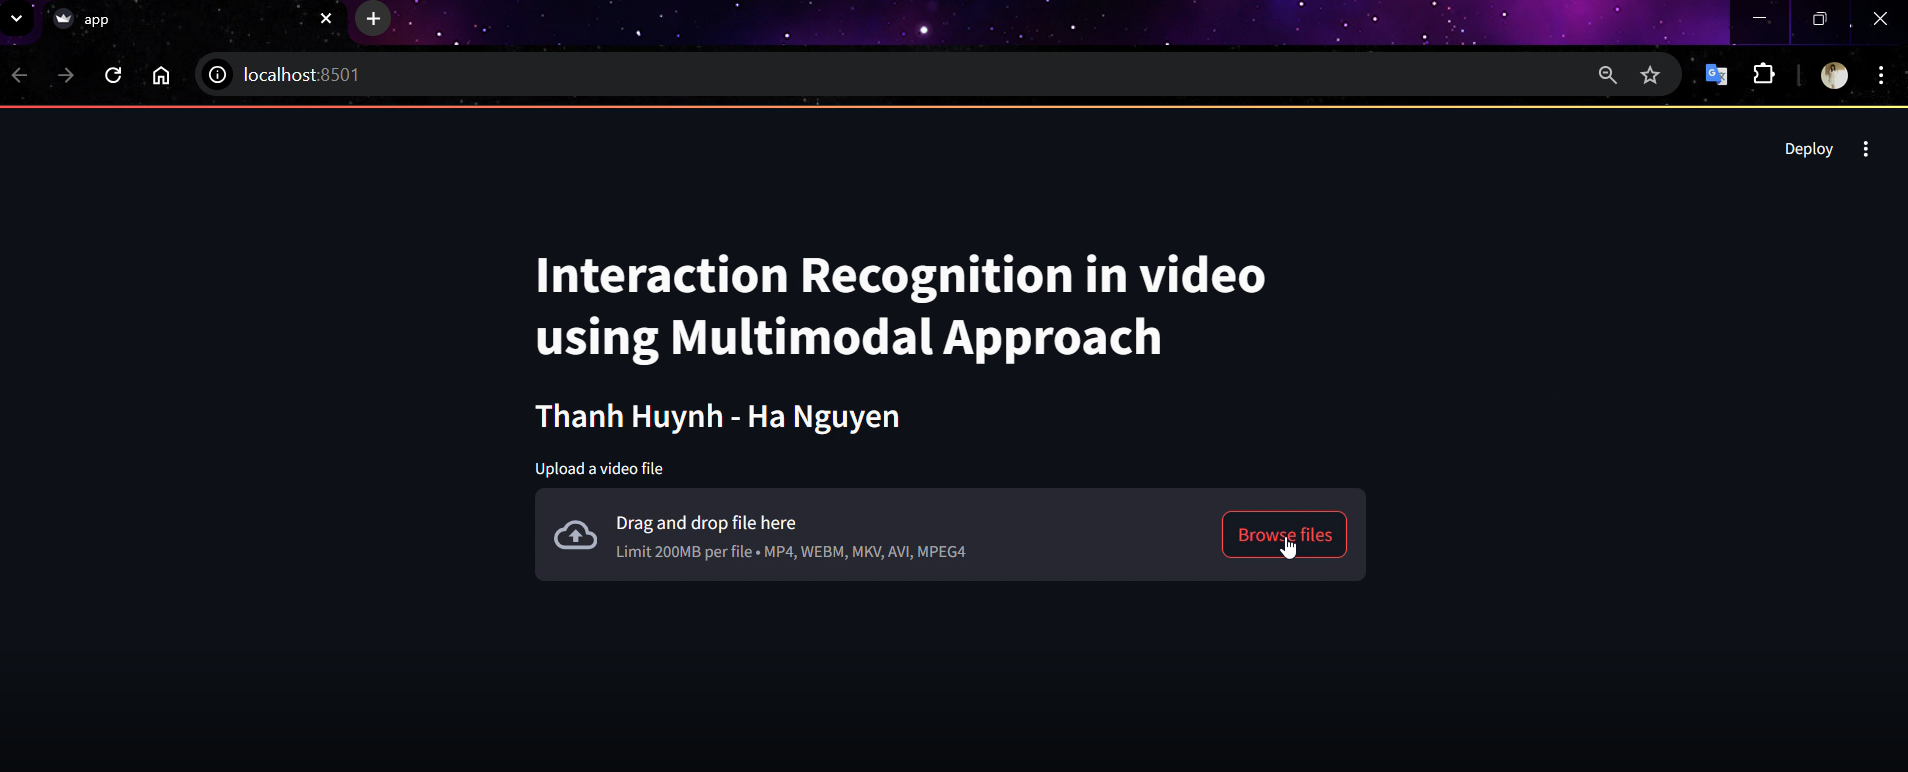 app
localhost:8501
Deploy
Interaction Recognition in video
using Multimodal Approach
Thanh Huynh - Ha Nguyen
Upload a video file
Drag and drop file here
Limit 200MB per file • MP4, WEBM, MKV, AVI, MPEG4
Browse files